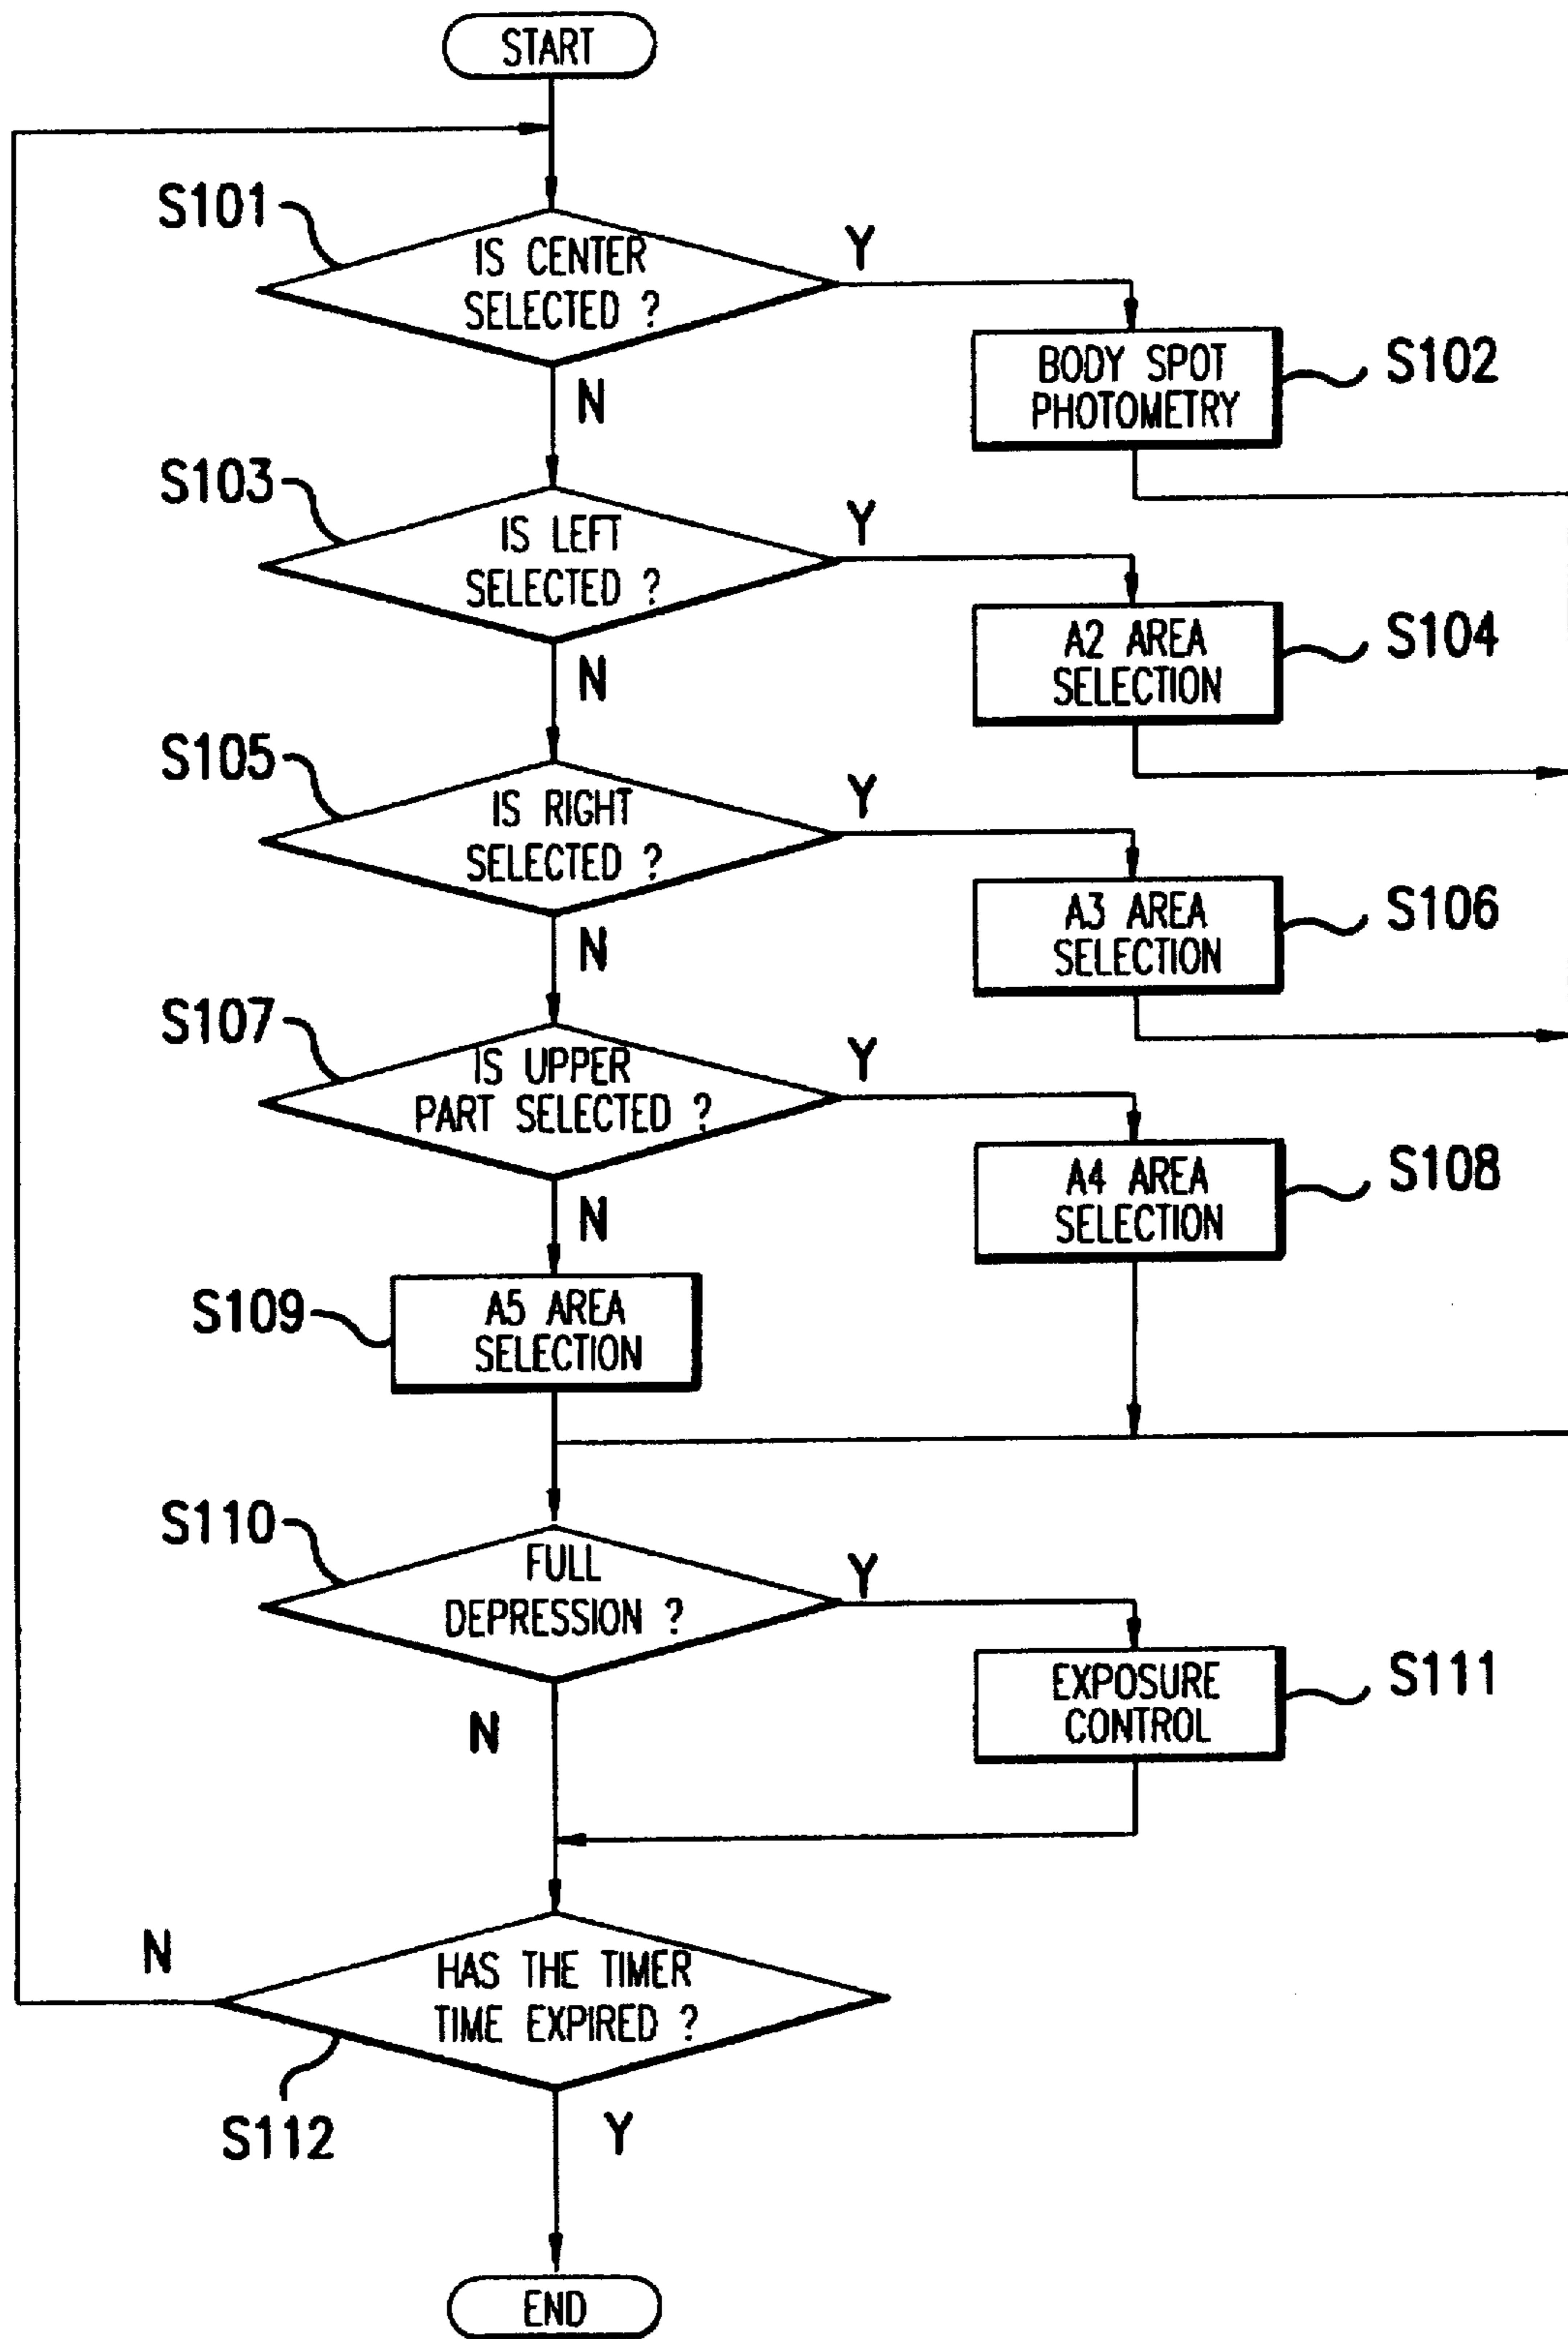 START
S101
IS CENTER
SELECTED ?
Y
N
BODY SPOT
PHOTOMETRY
S102
S103
IS LEFT
SELECTED ?
Y
N
A2 AREA
SELECTION
S104
S105
IS RIGHT
SELECTED ?
Y
N
A3 AREA
SELECTION
S106
S107
IS UPPER
PART SELECTED ?
Y
N
A4 AREA
SELECTION
S108
S109
A5 AREA
SELECTION
S110
FULL
DEPRESSION ?
Y
N
EXPOSURE
CONTROL
S111
N
HAS THE TIMER
TIME EXPIRED ?
S112
Y
END